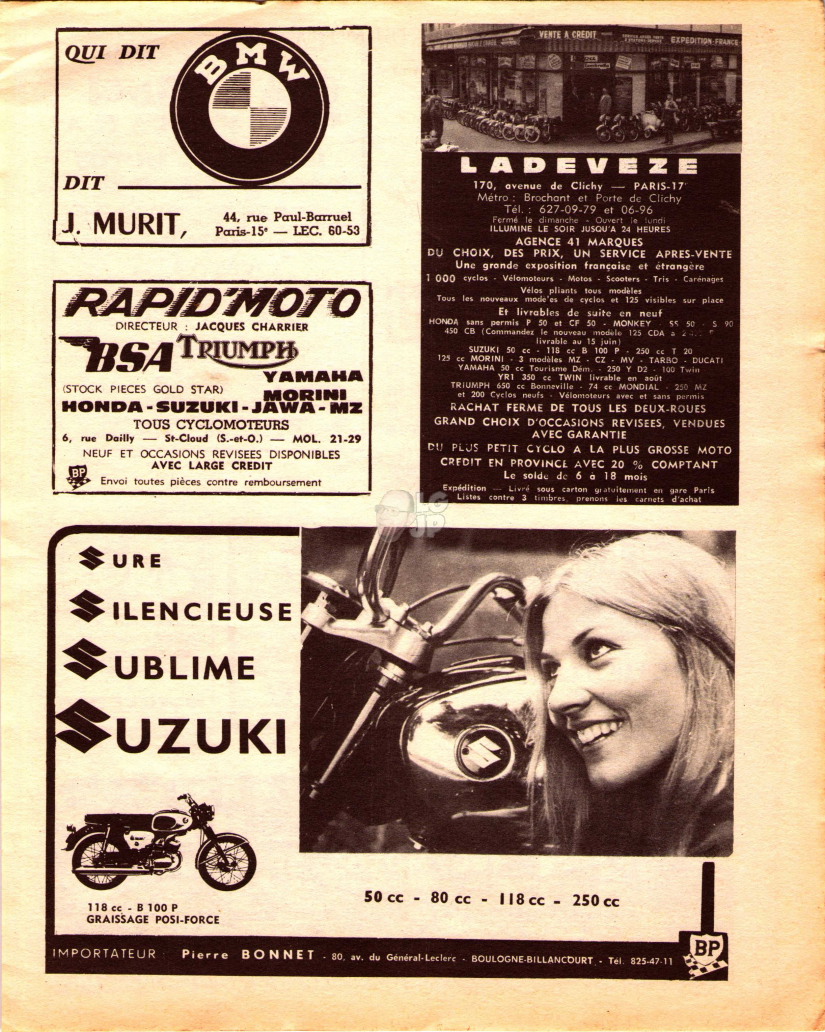 QUI DIT
BMW
DIT
J. MURIT,
44, rue Paul-Barruel
Paris-15e — LEC. 60-53
RAPID'MOTO
DIRECTEUR : JACQUES CHARRIER
BSA TRIUMPH
YAMAHA
(STOCK PIECES GOLD STAR) MORINI
HONDA - SUZUKI - JAWA - MZ
TOUS CYCLOMOTEURS
6, rue Dailly — St-Cloud (S.-et-O.) — MOL. 21-29
NEUF ET OCCASIONS REVISEES DISPONIBLES
AVEC LARGE CREDIT
BP
Envoi toutes pièces contre remboursement
VENTE A CREDIT
EXPEDITION-FRANCE
LADEVEZE
170, avenue de Clichy — PARIS-17
Métro : Brochant et Porte de Clichy
Tél. : 627-09-79 et 06-96
Fermé le dimanche - Ouvert le lundi
ILLUMINE LE SOIR JUSQU'A 24 HEURES
AGENCE 41 MARQUES
DU CHOIX, DES PRIX, UN SERVICE APRES-VENTE
Une grande exposition française et étrangère
1 000 cyclos - Vélomoteurs - Motos - Scooters - Tris - Carénages
Vélos pliants tous modèles
Tous les nouveaux modèles de cyclos et 125 visibles sur place
Et livrables de suite en neuf
HONDA sans permis P 50 et CF 50 - MONKEY - SS 50 - S 90
450 CB (Commandez le nouveau modèle 125 CDA à
livrable au 15 juin)
SUZUKI 50 cc - 118 cc B 100 P - 250 cc T 20
125 cc MORINI - 3 modèles MZ - CZ - MV - TARBO - DUCATI
YAMAHA 50 cc Tourisme Dém. - 250 Y D2 - 100 Twin
YR1 350 cc TWIN livrable en août
TRIUMPH 650 cc Bonneville - 74 cc MONDIAL - 250 MZ
et 200 Cyclos neufs - Vélomoteurs avec et sans permis
RACHAT FERME DE TOUS LES DEUX-ROUES
GRAND CHOIX D'OCCASIONS REVISEES, VENDUES
AVEC GARANTIE
DU PLUS PETIT CYCLO A LA PLUS GROSSE MOTO
CREDIT EN PROVINCE AVEC 20 % COMPTANT
Le solde de 6 à 18 mois
Expédition — Livré sous carton gratuitement en gare Paris
Listes contre 3 timbres, prenons les carnets d'achat
LG
JP
SURE
SILENCIEUSE
SUBLIME
SUZUKI
118 cc - B 100 P
GRAISSAGE POSI-FORCE
50 cc - 80 cc - 118 cc - 250 cc
BP
IMPORTATEUR Pierre BONNET - 80, av. du Général-Leclerc - BOULOGNE-BILLANCOURT - Tél. 825-47-11